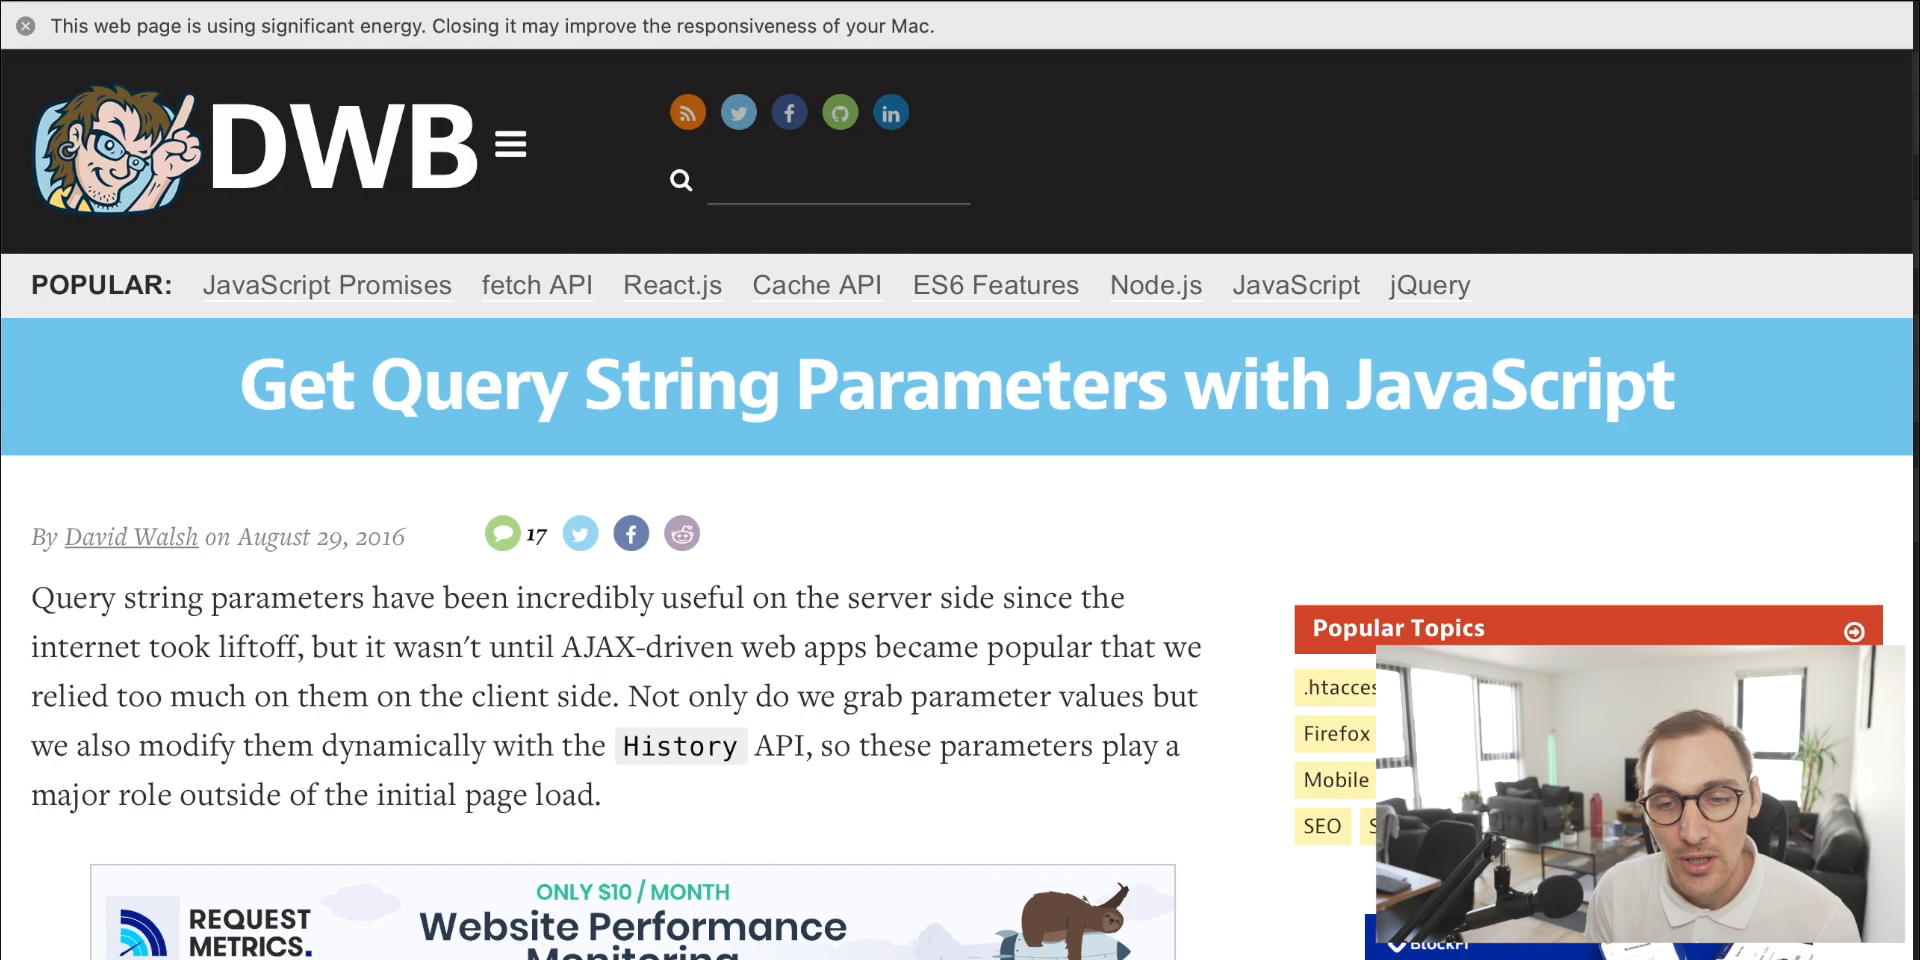 This web page is using significant energy. Closing it may improve the responsiveness of your Mac.
DWB
POPULAR: JavaScript Promises fetch API React.js Cache API ES6 Features Node.js JavaScript jQuery
Get Query String Parameters with JavaScript
By David Walsh on August 29, 2016 17
Query string parameters have been incredibly useful on the server side since the
internet took liftoff, but it wasn't until AJAX-driven web apps became popular that we
relied too much on them on the client side. Not only do we grab parameter values but
we also modify them dynamically with the History API, so these parameters play a
major role outside of the initial page load.
Popular Topics
.htacces
Firefox
Mobile
SEO S
ONLY $10 / MONTH
REQUEST
METRICS.
Website Performance
Monitoring
BlockFi